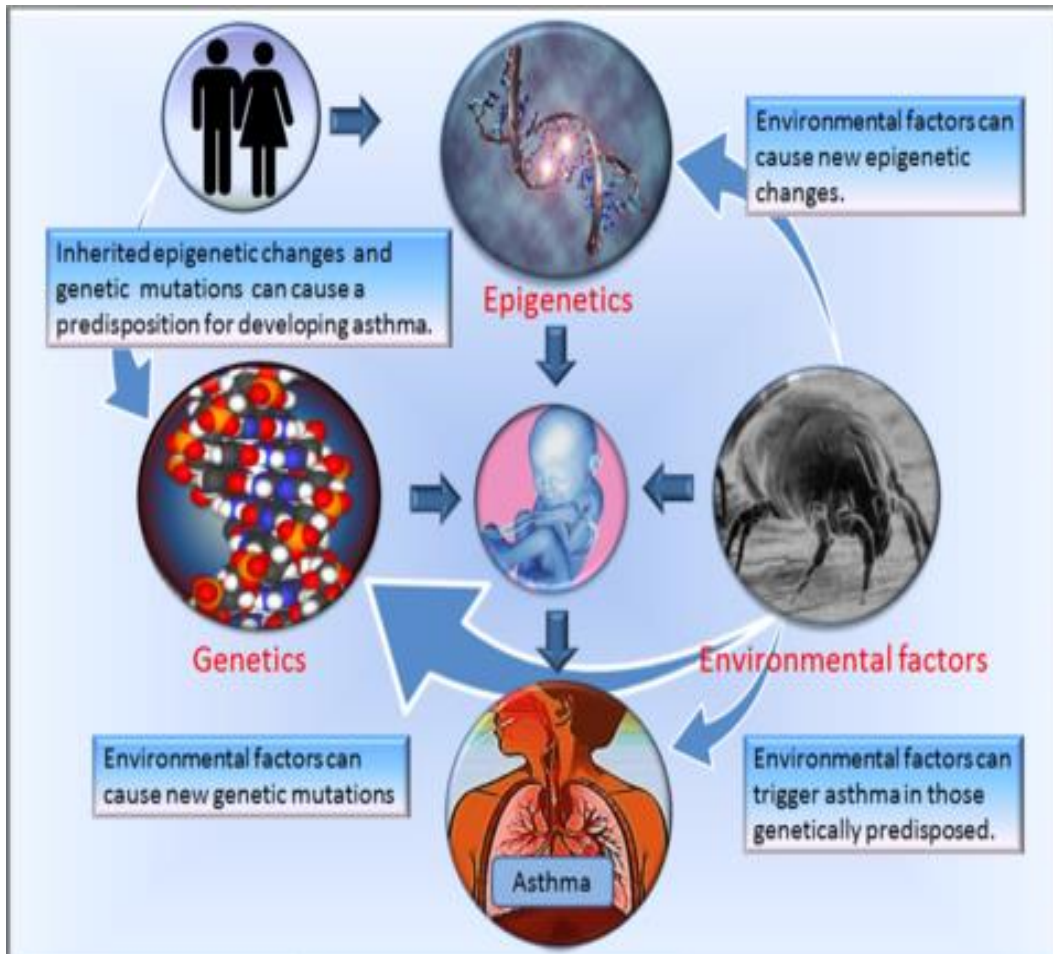 Environmental factors can
cause new epigenetic
changes.
Inherited epigenetic changes and
genetic mutations can cause a
predisposition for developing asthma.
Epigenetics
Genetics
Environmental factors
Environmental factors can
cause new genetic mutations
Environmental factors can
trigger asthma in those
genetically predisposed.
Asthma